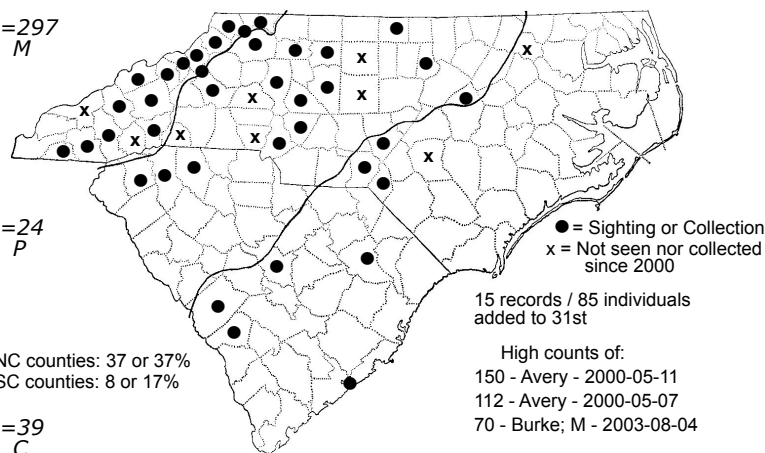 =297
M
=24
P
=39
C
x
x
x
x
x
x
x
x
x
● = Sighting or Collection
x = Not seen nor collected
since 2000
15 records / 85 individuals
added to 31st
High counts of:
150 - Avery - 2000-05-11
112 - Avery - 2000-05-07
70 - Burke; M - 2003-08-04
NC counties: 37 or 37%
SC counties: 8 or 17%